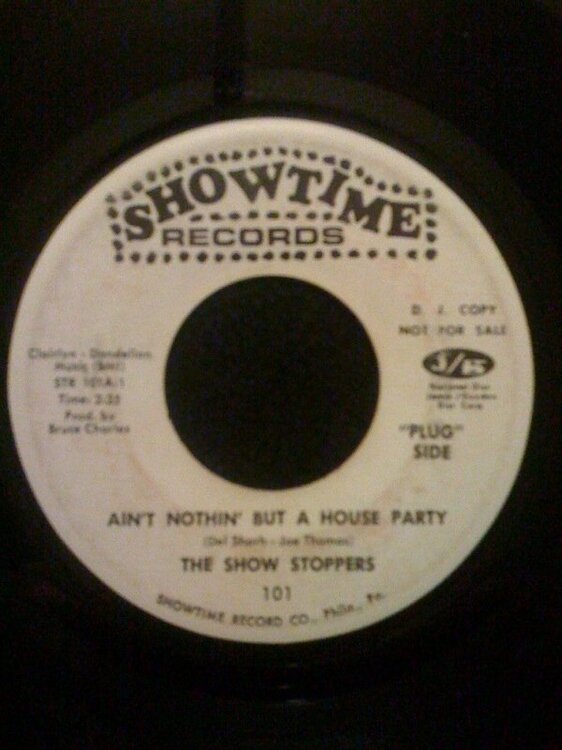 SHOWTIME
RECORDS
D. J. COPY
NOT FOR SALE
Clairlyn - Dandelion
Music (BMI)
STR 101A-1
Time: 2:35
Prod. by
Bruce Charles
J/G
"PLUG"
SIDE
AIN'T NOTHIN' BUT A HOUSE PARTY
(Del Sharh - Joe Thomas)
THE SHOW STOPPERS
101
SHOWTIME RECORD CO., Phila., Pa.